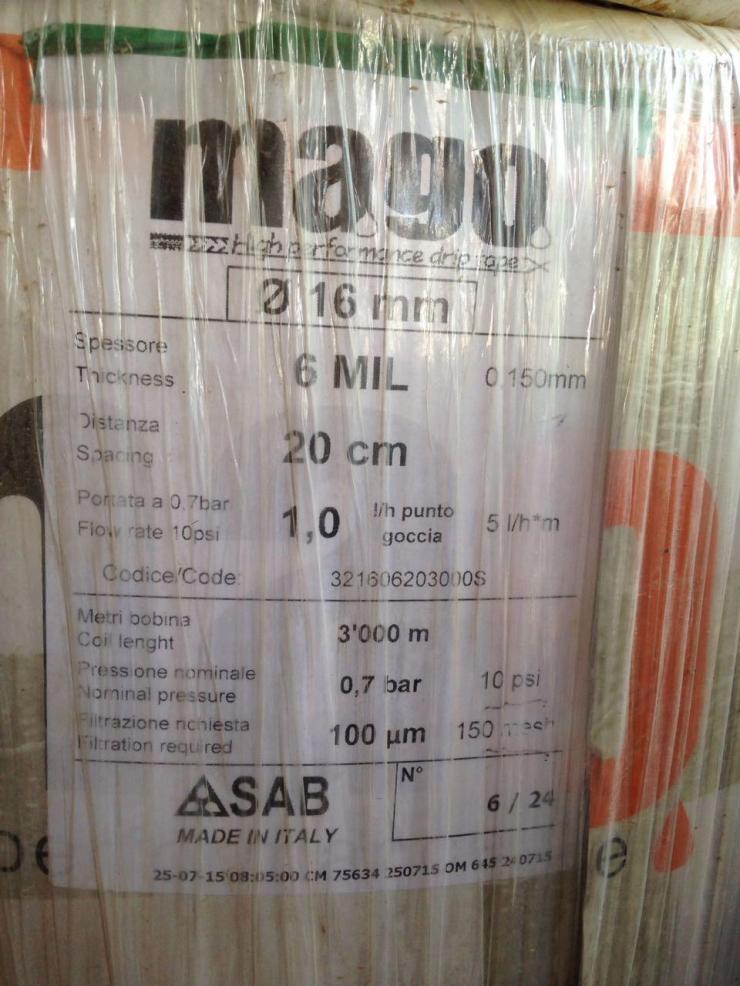 mago
High performance drip tape
Ø 16 mm
Spessore
Thickness
6 MIL
0,150mm
Distanza
Spacing
20 cm
Portata a 0,7bar
Flow rate 10psi
1,0
l/h punto
goccia
5 l/h*m
Codice/Code:
321606203000S
Metri bobina
Coil lenght
3'000 m
Pressione nominale
Nominal pressure
0,7 bar
10 psi
Filtrazione richiesta
Filtration required
100 µm
150 mesh
SAB
MADE IN ITALY
N°
6 / 24
25-07-15 08:05:00 CM 75634 250715 OM 645 240715